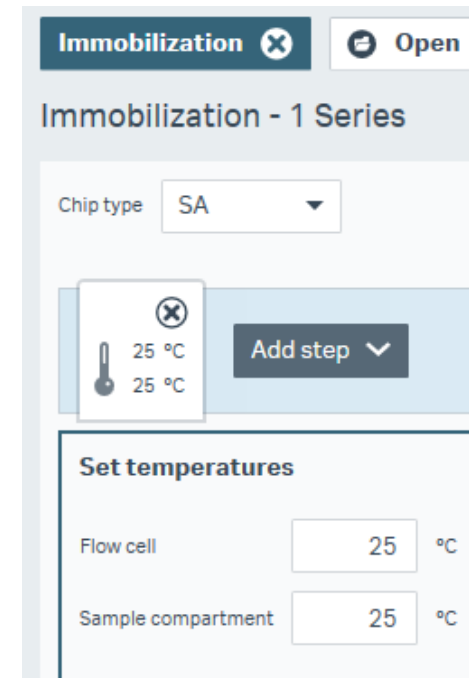 Immobilization Open
Immobilization - 1 Series
Chip type SA
25 °C Add step
25 °C
Set temperatures
Flow cell 25 °C
Sample compartment 25 °C